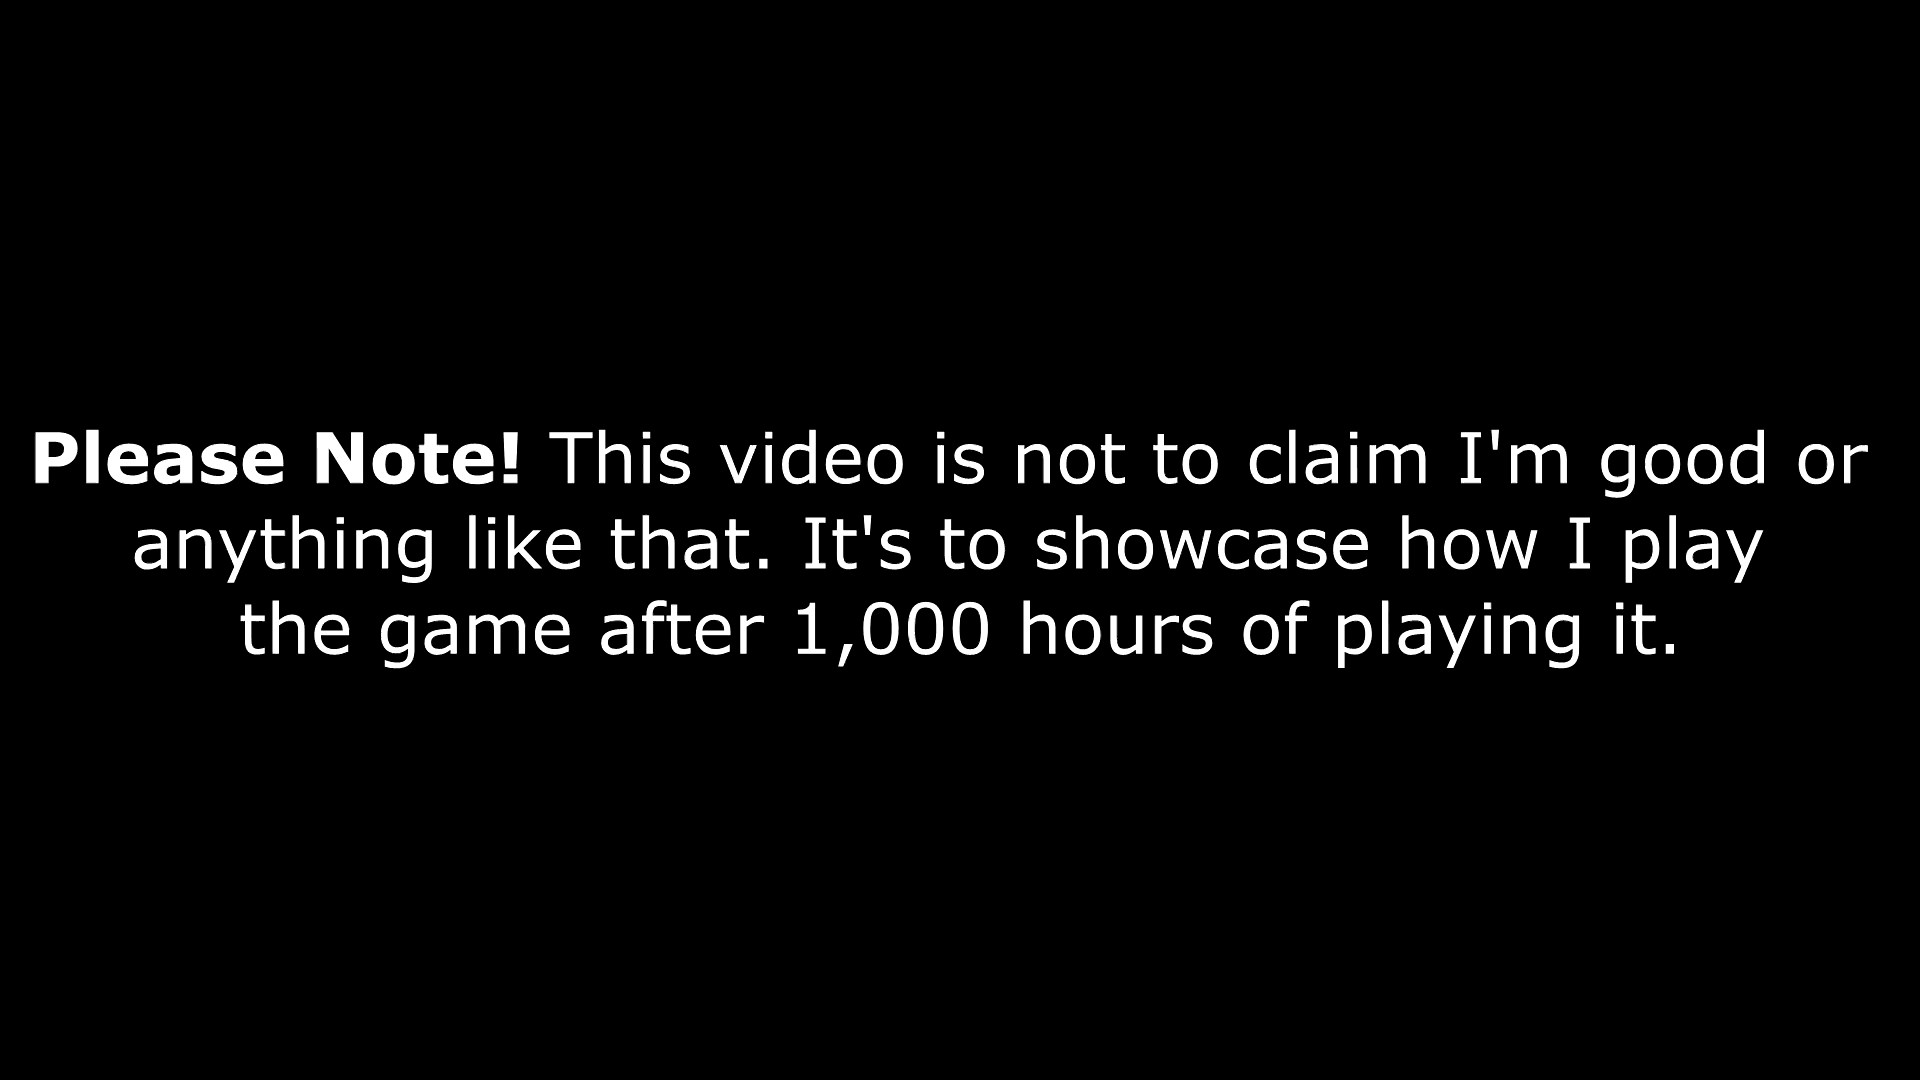 Please Note! This video is not to claim I'm good or
anything like that. It's to showcase how I play
the game after 1,000 hours of playing it.